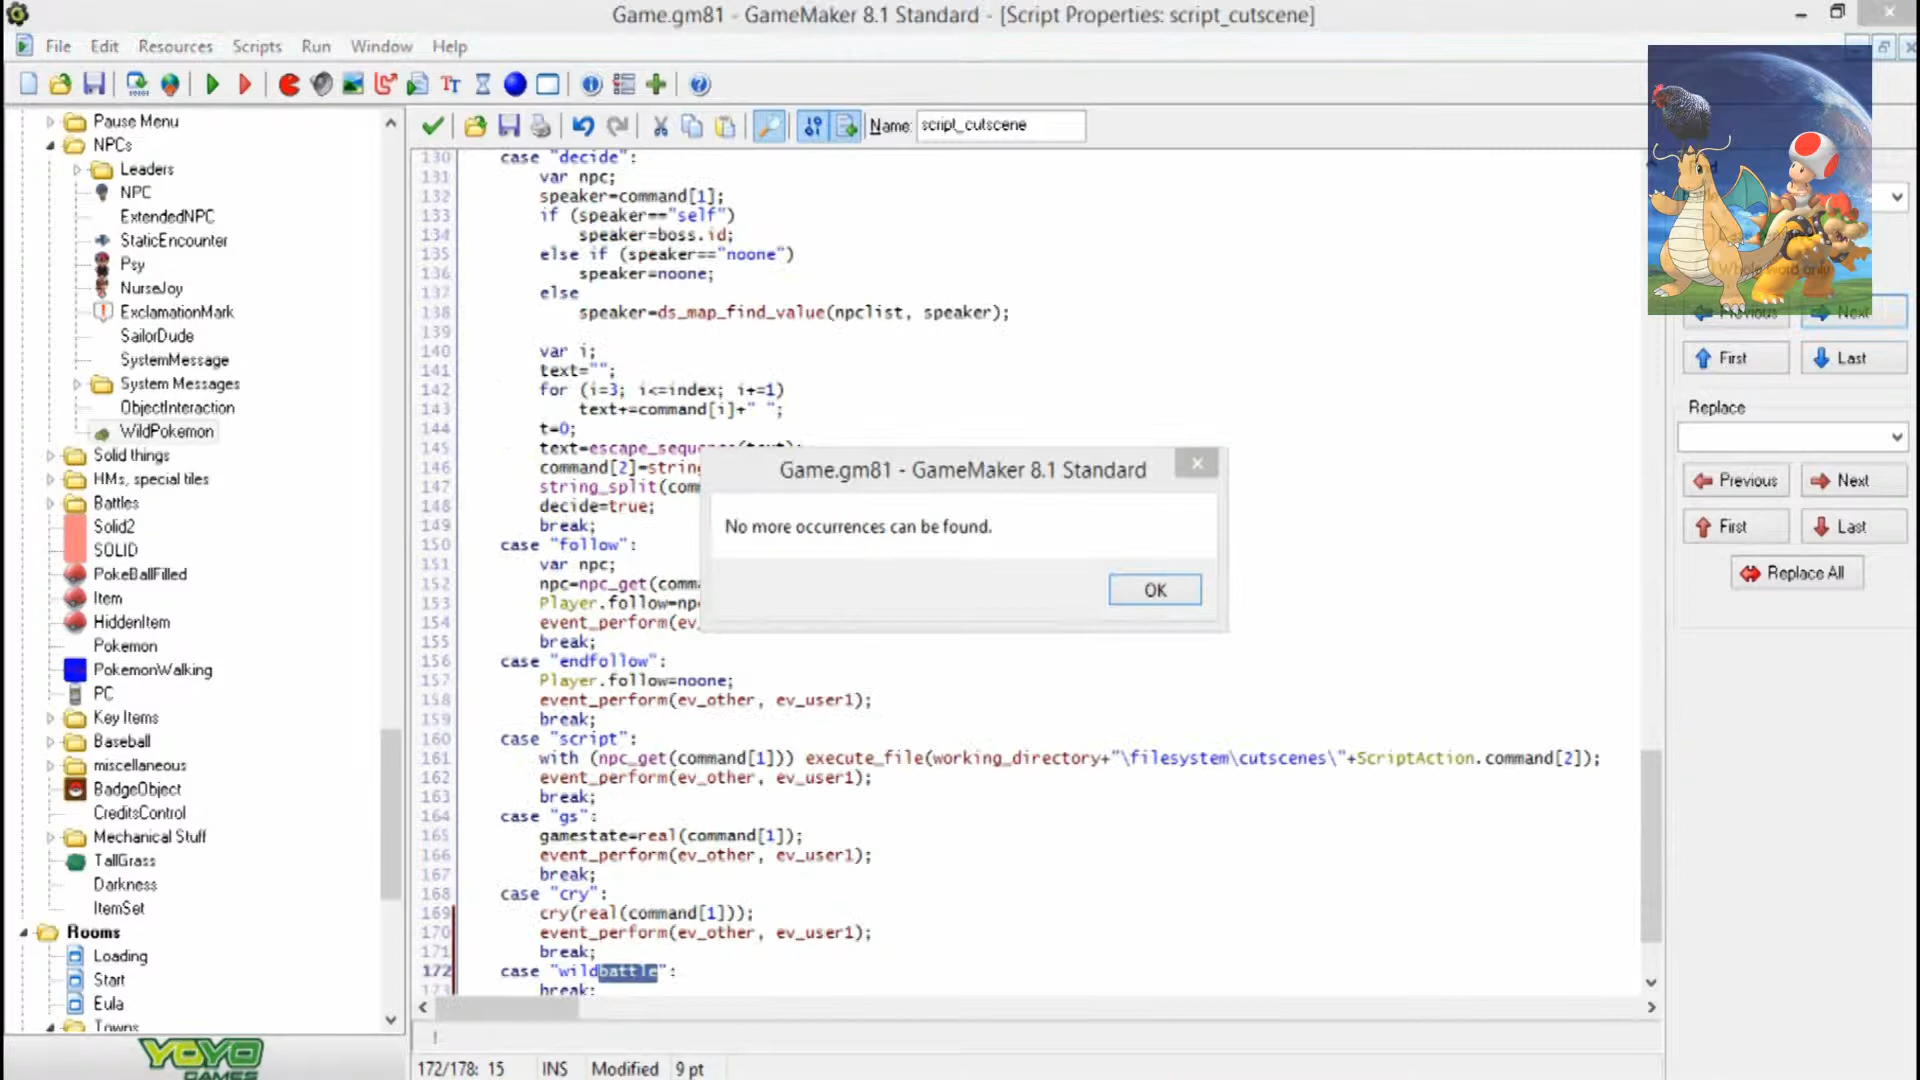 Game.gm81 - GameMaker 8.1 Standard - [Script Properties: script_cutscene]
File Edit Resources Scripts Run Window Help
Name: script_cutscene
Pause Menu
NPCs
Leaders
NPC
ExtendedNPC
StaticEncounter
Psy
NurseJoy
ExclamationMark
SailorDude
SystemMessage
System Messages
ObjectInteraction
WildPokemon
Solid things
HMs, special tiles
Battles
Solid2
SOLID
PokeBallFilled
Item
HiddenItem
Pokemon
PokemonWalking
PC
Key Items
Baseball
miscellaneous
BadgeObject
CreditsControl
Mechanical Stuff
TallGrass
Darkness
ItemSet
Rooms
Loading
Start
Eula
Towns
YOYO
GAMES
130 case "decide":
131 var npc;
132 speaker=command[1];
133 if (speaker=="self")
134 speaker=boss.id;
135 else if (speaker=="noone")
136 speaker=noone;
137 else
138 speaker=ds_map_find_value(npclist, speaker);
139
140 var i;
141 text="";
142 for (i=3; i<=index; i+=1)
143 text+=command[i]+" ";
144 t=0;
145 text=escape_sequence(text);
146 command[2]=string
147 string_split(com
148 decide=true;
149 break;
150 case "follow":
151 var npc;
152 npc=npc_get(comma
153 Player.follow=np
154 event_perform(ev_
155 break;
156 case "endfollow":
157 Player.follow=noone;
158 event_perform(ev_other, ev_user1);
159 break;
160 case "script":
161 with (npc_get(command[1])) execute_file(working_directory+"\filesystem\cutscenes\"+ScriptAction.command[2]);
162 event_perform(ev_other, ev_user1);
163 break;
164 case "gs":
165 gamestate=real(command[1]);
166 event_perform(ev_other, ev_user1);
167 break;
168 case "cry":
169 cry(real(command[1]));
170 event_perform(ev_other, ev_user1);
171 break;
172 case "wildbattle":
173 break;
172/178: 15 INS Modified 9 pt
Game.gm81 - GameMaker 8.1 Standard
No more occurrences can be found.
OK
Whole word only
Previous Next
First Last
Replace
Previous Next
First Last
Replace All